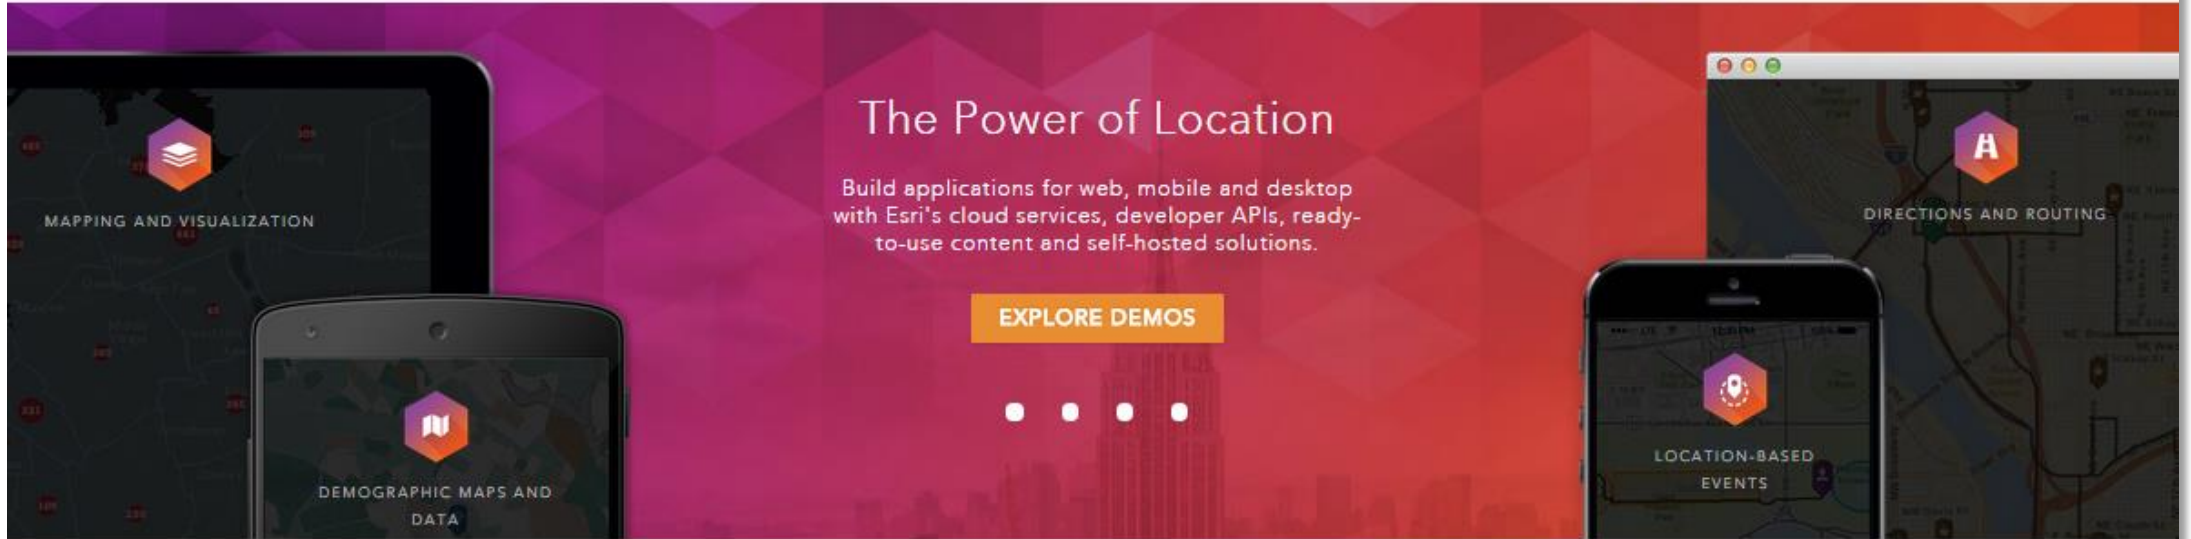 The Power of Location
Build applications for web, mobile and desktop
with Esri's cloud services, developer APIs, ready-
to-use content and self-hosted solutions.
EXPLORE DEMOS
MAPPING AND VISUALIZATION
DEMOGRAPHIC MAPS AND
DATA
DIRECTIONS AND ROUTING
LOCATION-BASED
EVENTS